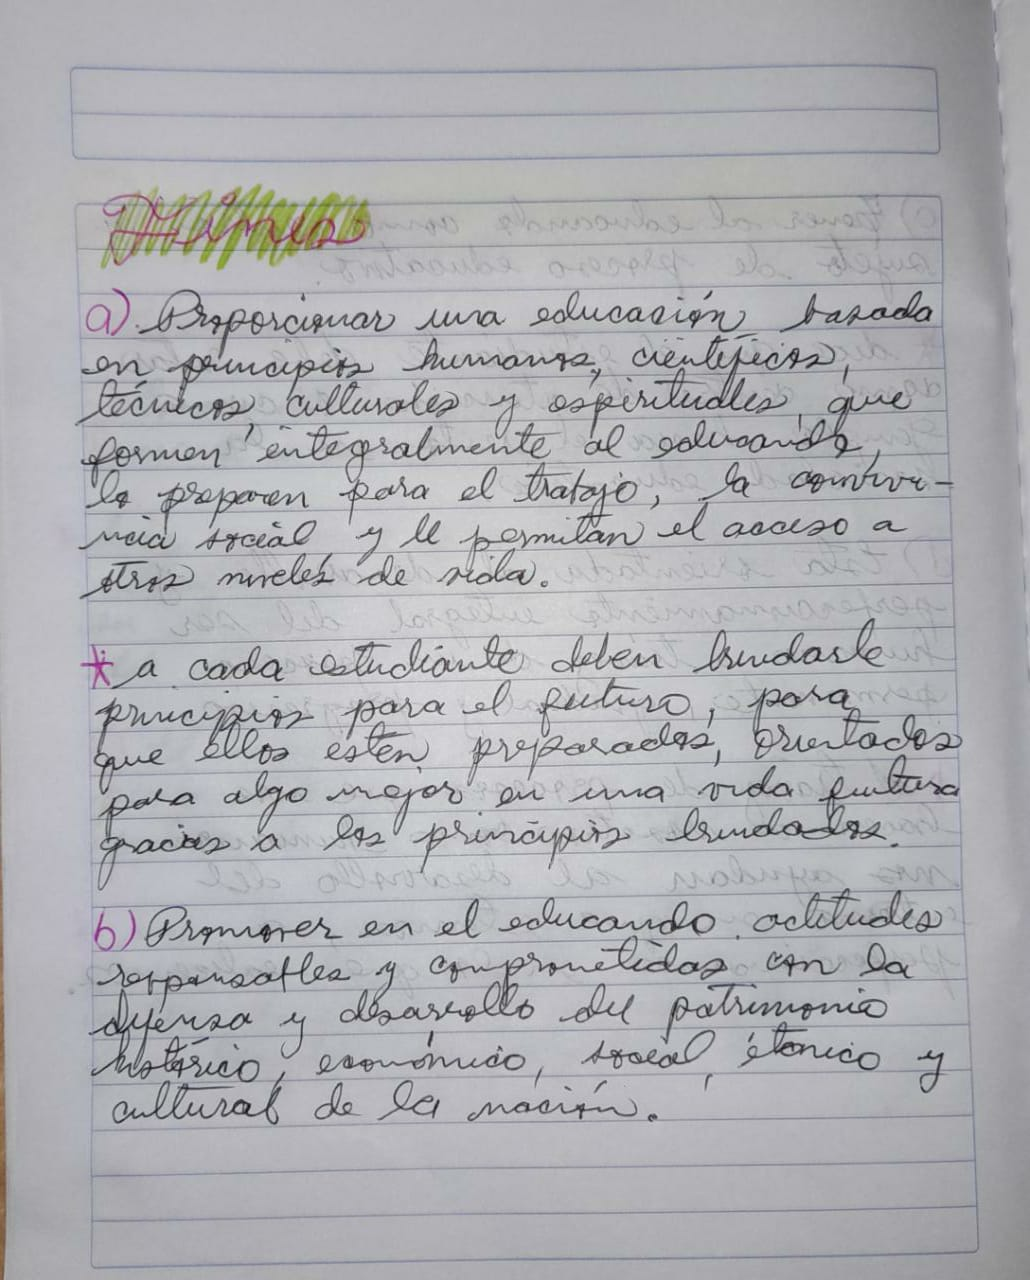 Fines
a) Proporcionar una educación basada
en principios humanos, científicos,
técnicos, culturales y espirituales, que
formen integralmente al educando,
lo preparen para el trabajo, la convive-
ncia social y le permitan el acceso a
otros niveles de vida.
* a cada estudiante deben brindarle
principios para el futuro, para
que ellos estén preparados, orientados
para algo mejor en una vida futura
gracias a los principios brindados.
b) Promover en el educando actitudes
responsables y comprometidas con la
defensa y desarrollo del patrimonio
histórico, económico, social, étonico y
cultural de la nación.